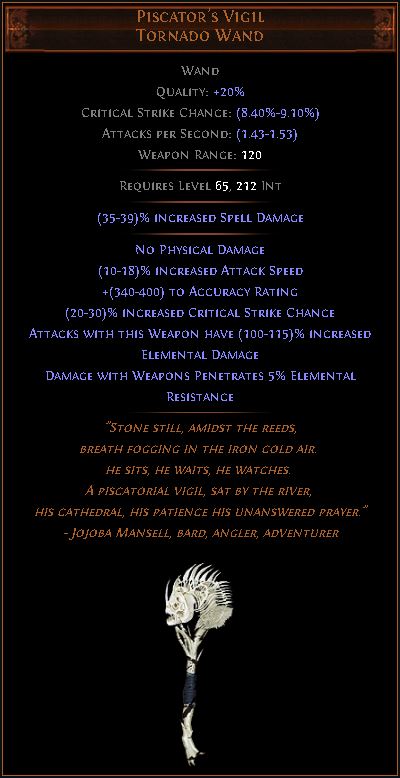 Piscator's Vigil
Tornado Wand
Wand
Quality: +20%
Critical Strike Chance: (8.40%-9.10%)
Attacks per Second: (1.43-1.53)
Weapon Range: 120
Requires Level 65, 212 Int
(35-39)% increased Spell Damage
No Physical Damage
(10-18)% increased Attack Speed
+(340-400) to Accuracy Rating
(20-30)% increased Critical Strike Chance
Attacks with this Weapon have (100-115)% increased
Elemental Damage
Damage with Weapons Penetrates 5% Elemental
Resistance
"Stone still, amidst the reeds,
breath fogging in the iron cold air.
he sits, he waits, he watches.
A piscatorial vigil, sat by the river,
his cathedral, his patience his unanswered prayer."
- Jojoba Mansell, bard, angler, adventurer